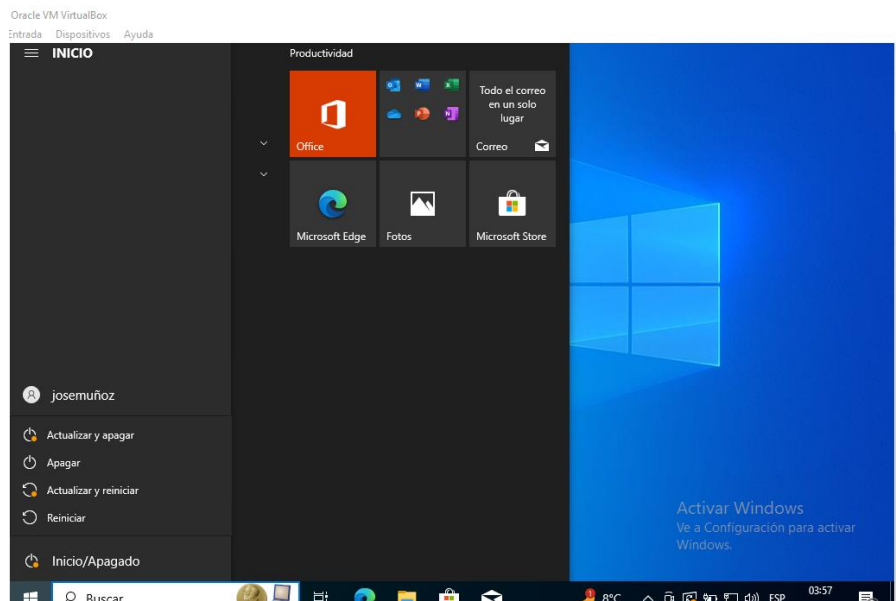 Oracle VM VirtualBox
Entrada Dispositivos Ayuda
INICIO
Productividad
Office
Todo el correo
en un solo
lugar
Correo
Microsoft Edge
Fotos
Microsoft Store
josemuñoz
Actualizar y apagar
Apagar
Actualizar y reiniciar
Reiniciar
Inicio/Apagado
Activar Windows
Ve a Configuración para activar
Windows.
Buscar
1
8°C
ESP
03:57